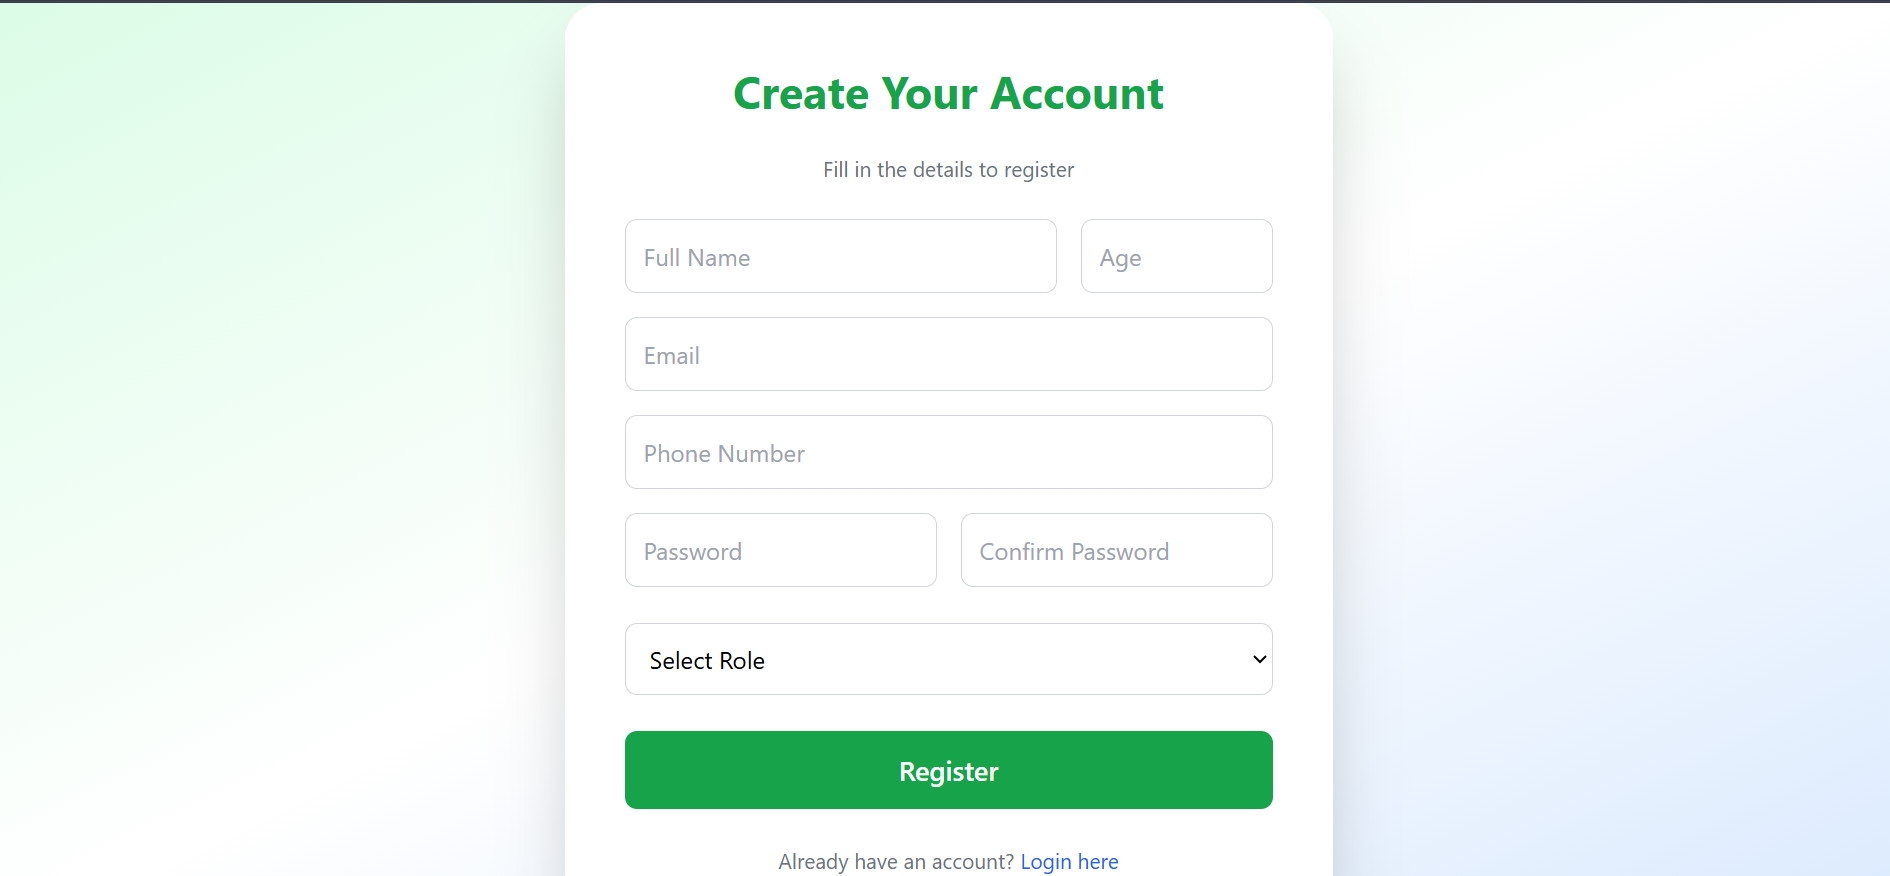 Create Your Account
Fill in the details to register
Full Name
Age
Email
Phone Number
Password
Confirm Password
Select Role
Register
Already have an account? Login here